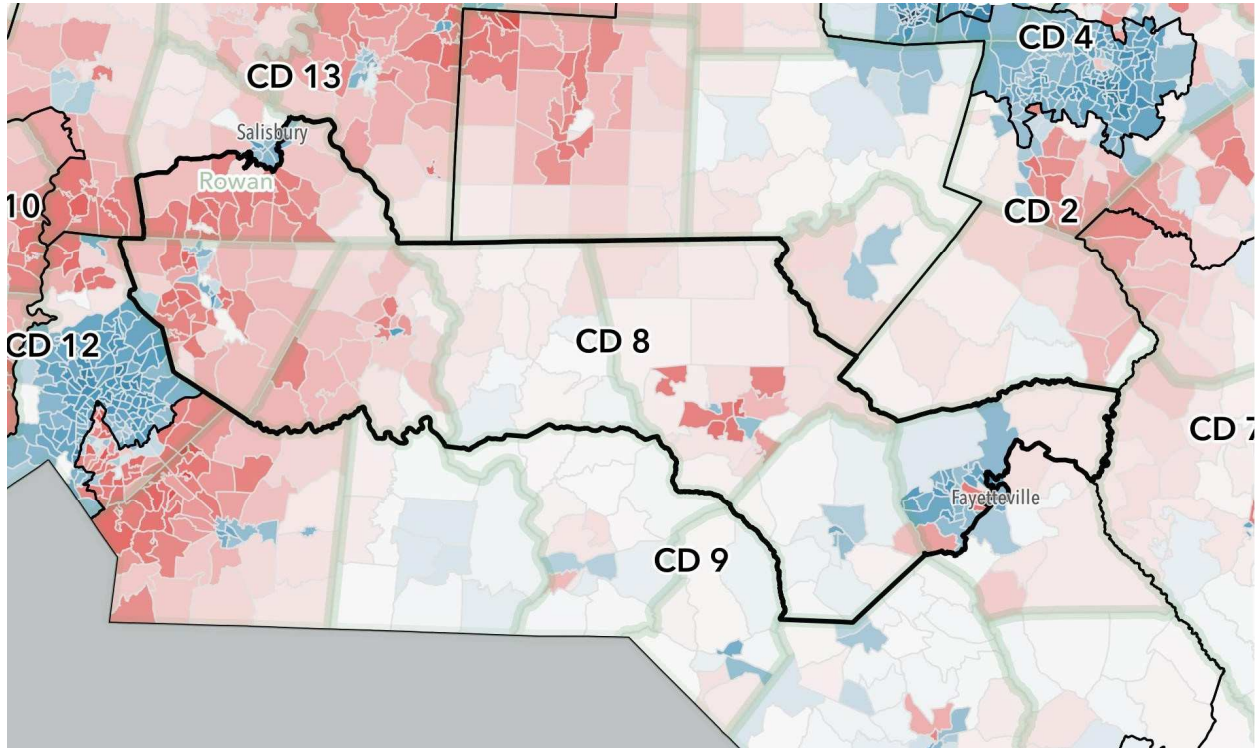 CD 4
CD 13
Salisbury
Rowan
10
CD 2
CD 12
CD 8
CD 7
Fayetteville
CD 9